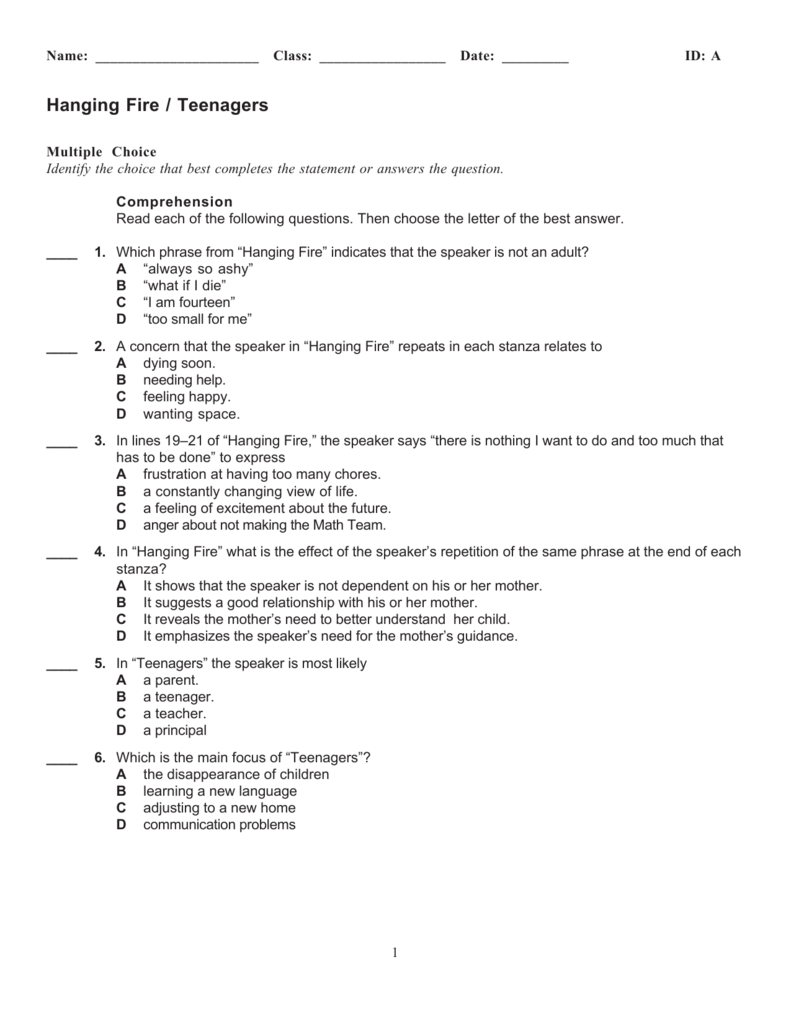 Name: ______________________ Class: _________________ Date: _________ ID: A
Hanging Fire / Teenagers
Multiple Choice
Identify the choice that best completes the statement or answers the question.
Comprehension
Read each of the following questions. Then choose the letter of the best answer.
____ 1. Which phrase from “Hanging Fire” indicates that the speaker is not an adult?
A “always so ashy”
B “what if I die”
C “I am fourteen”
D “too small for me”
____ 2. A concern that the speaker in “Hanging Fire” repeats in each stanza relates to
A dying soon.
B needing help.
C feeling happy.
D wanting space.
____ 3. In lines 19–21 of “Hanging Fire,” the speaker says “there is nothing I want to do and too much that
has to be done” to express
A frustration at having too many chores.
B a constantly changing view of life.
C a feeling of excitement about the future.
D anger about not making the Math Team.
____ 4. In “Hanging Fire” what is the effect of the speaker’s repetition of the same phrase at the end of each
stanza?
A It shows that the speaker is not dependent on his or her mother.
B It suggests a good relationship with his or her mother.
C It reveals the mother’s need to better understand her child.
D It emphasizes the speaker’s need for the mother’s guidance.
____ 5. In “Teenagers” the speaker is most likely
A a parent.
B a teenager.
C a teacher.
D a principal
____ 6. Which is the main focus of “Teenagers”?
A the disappearance of children
B learning a new language
C adjusting to a new home
D communication problems
1